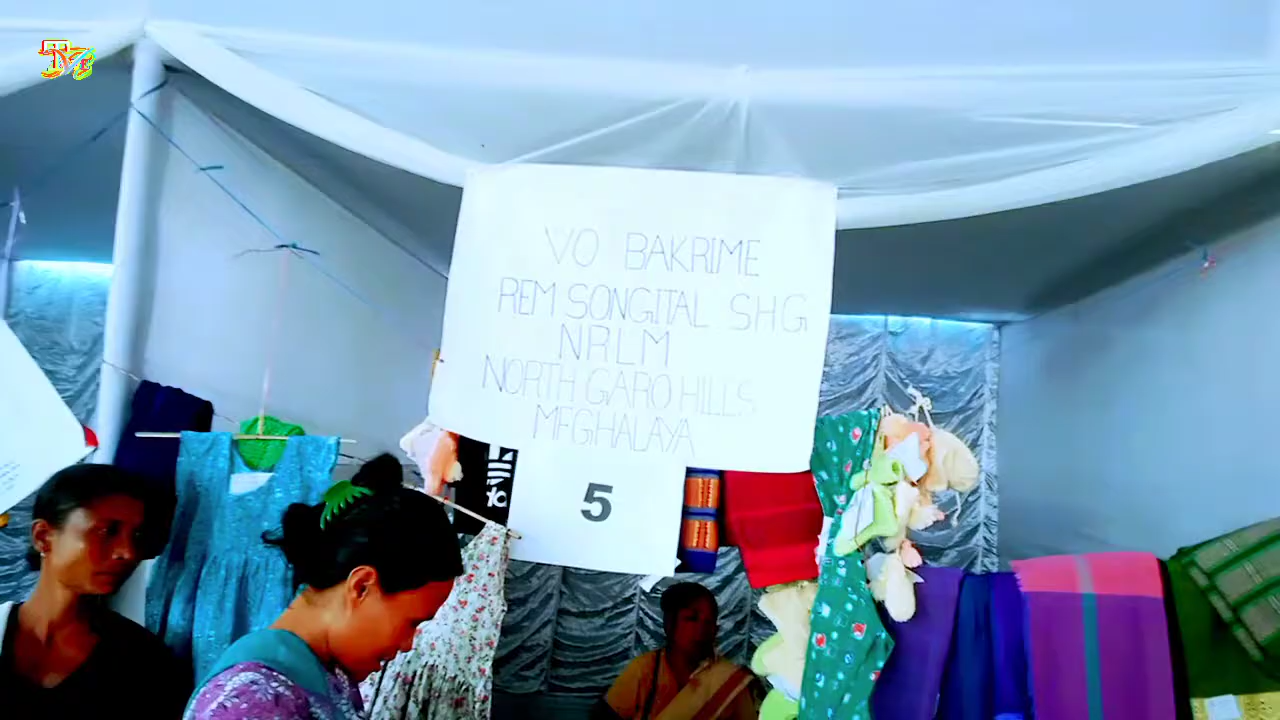 VO BAKRIME
REM SONGITAL SHG
NRLM
NORTH GARO HILLS
MEGHALAYA
5